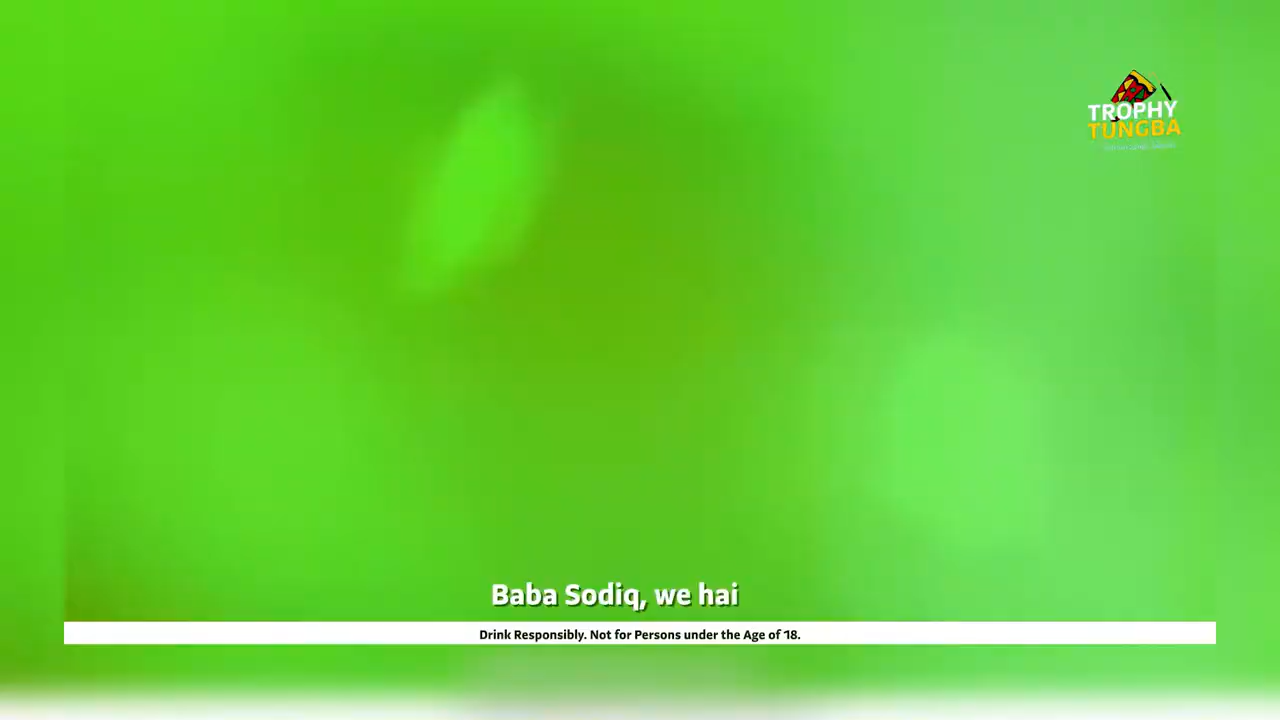 TROPHY
TUNGBA
Baba Sodiq, we hai
Drink Responsibly. Not for Persons under the Age of 18.